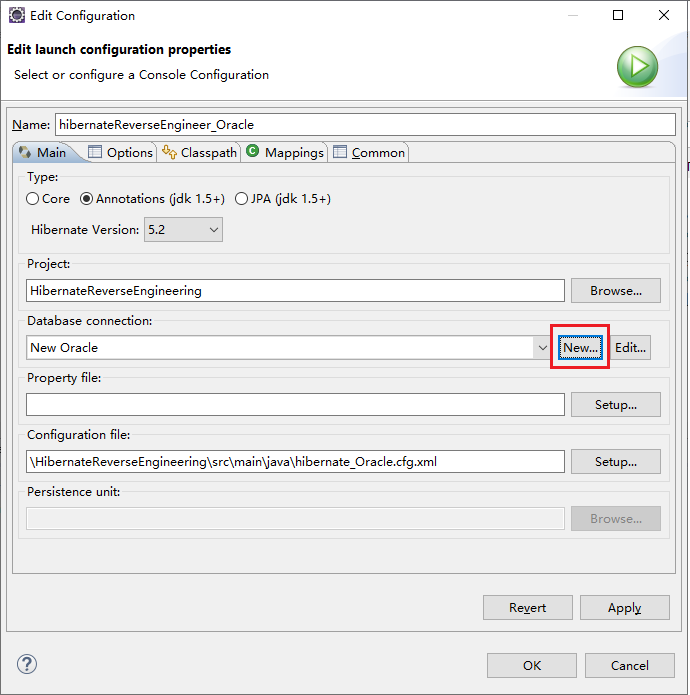 Edit Configuration
Edit launch configuration properties
Select or configure a Console Configuration
Name: hibernateReverseEngineer_Oracle
Main Options Classpath Mappings Common
Type:
Core Annotations (jdk 1.5+) JPA (jdk 1.5+)
Hibernate Version: 5.2
Project:
HibernateReverseEngineering Browse...
Database connection:
New Oracle New... Edit...
Property file:
Setup...
Configuration file:
\HibernateReverseEngineering\src\main\java\hibernate_Oracle.cfg.xml Setup...
Persistence unit:
Browse...
Revert Apply
OK Cancel